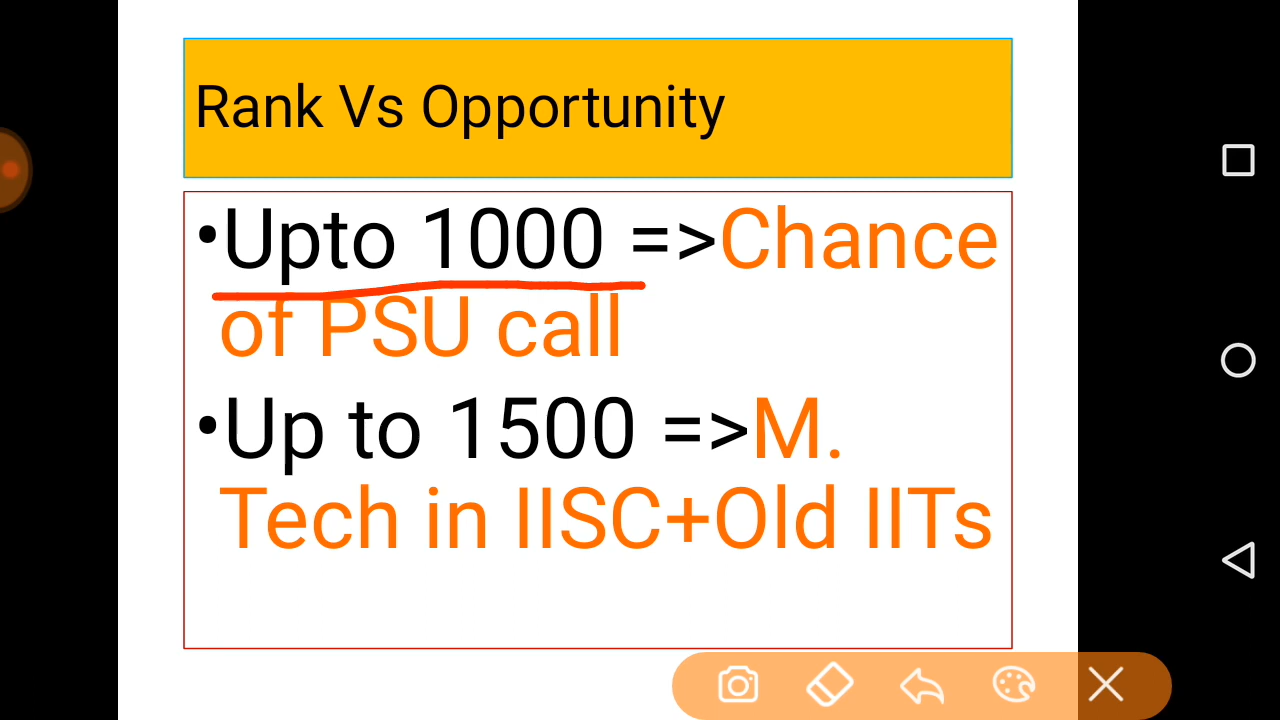 Rank Vs Opportunity
•Upto 1000 =>Chance
of PSU call
•Up to 1500 =>M.
Tech in IISC+Old IITs